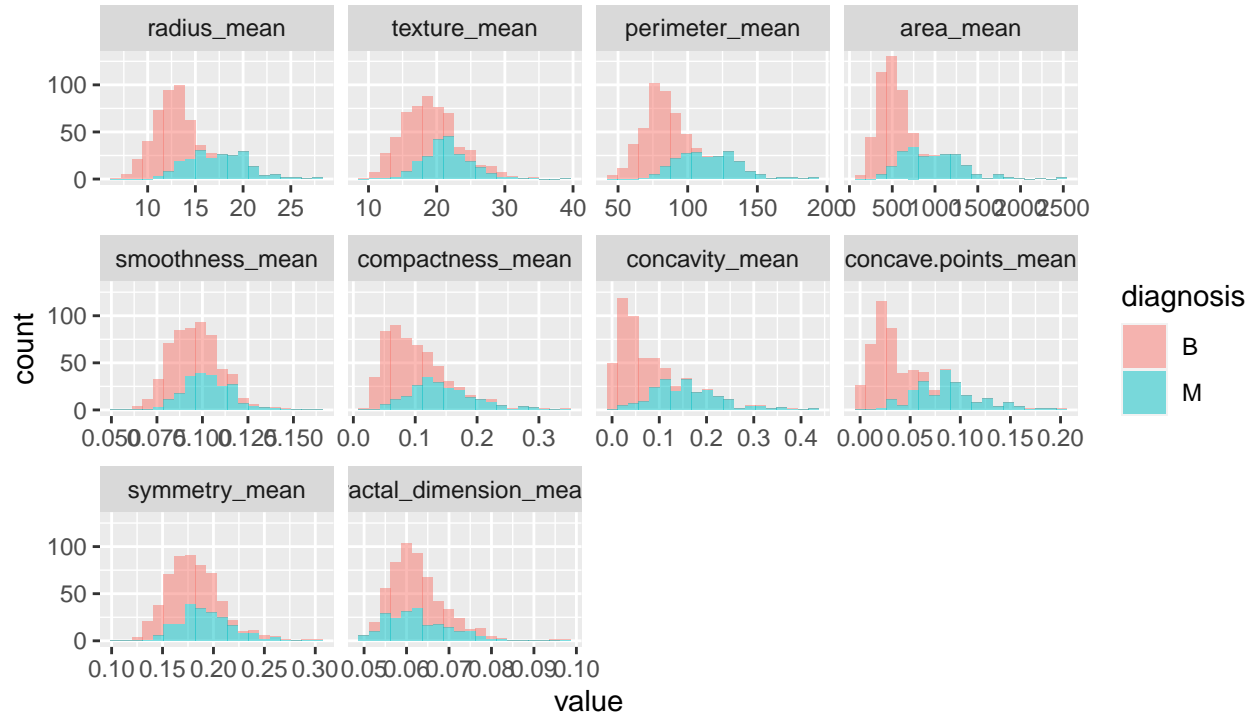 radius_mean texture_mean perimeter_mean area_mean
100
50
0
10 15 20 25 10 20 30 40 50 100 150 200 0 500 1000 1500 2000 2500
smoothness_mean compactness_mean concavity_mean concave.points_mean
100
50
0
0.050 0.075 0.100 0.125 0.150 0.0 0.1 0.2 0.3 0.0 0.1 0.2 0.3 0.4 0.00 0.05 0.10 0.15 0.20
symmetry_mean actal_dimension_mea
100
50
0
0.10 0.15 0.20 0.25 0.30 0.05 0.06 0.07 0.08 0.09 0.10
value
count
diagnosis
B
M